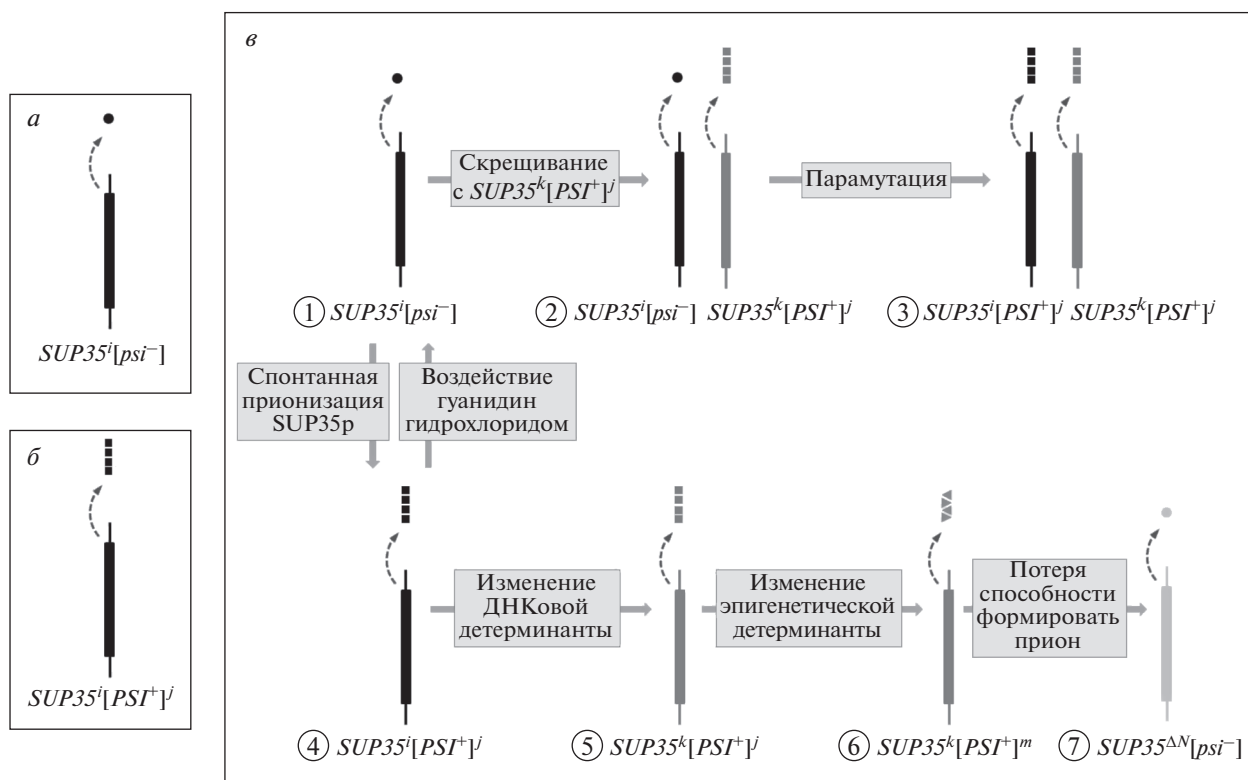 а
SUP35ⁱ[psi⁻]
б
SUP35ⁱ[PSI⁺]ʲ
в
Скрещивание
с SUP35ᵏ[PSI⁺]ʲ
Парамутация
① SUP35ⁱ[psi⁻]
② SUP35ⁱ[psi⁻] SUP35ᵏ[PSI⁺]ʲ
③ SUP35ⁱ[PSI⁺]ʲ SUP35ᵏ[PSI⁺]ʲ
Спонтанная
прионизация
SUP35p
Воздействие
гуанидин
гидрохлоридом
Изменение
ДНКовой
детерминанты
Изменение
эпигенетической
детерминанты
Потеря
способности
формировать
прион
④ SUP35ⁱ[PSI⁺]ʲ
⑤ SUP35ᵏ[PSI⁺]ʲ
⑥ SUP35ᵏ[PSI⁺]ᵐ
⑦ SUP35^ΔN[psi⁻]